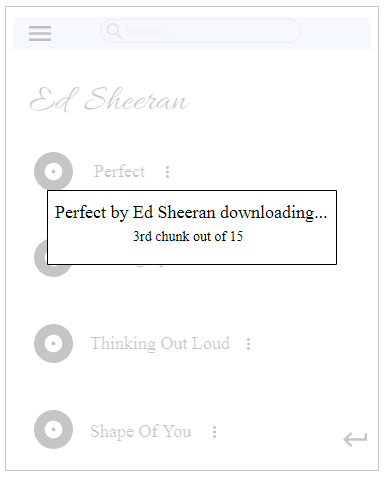 Search...
Ed Sheeran
Perfect
Perfect by Ed Sheeran downloading...
3rd chunk out of 15
Thinking Out Loud
Shape Of You